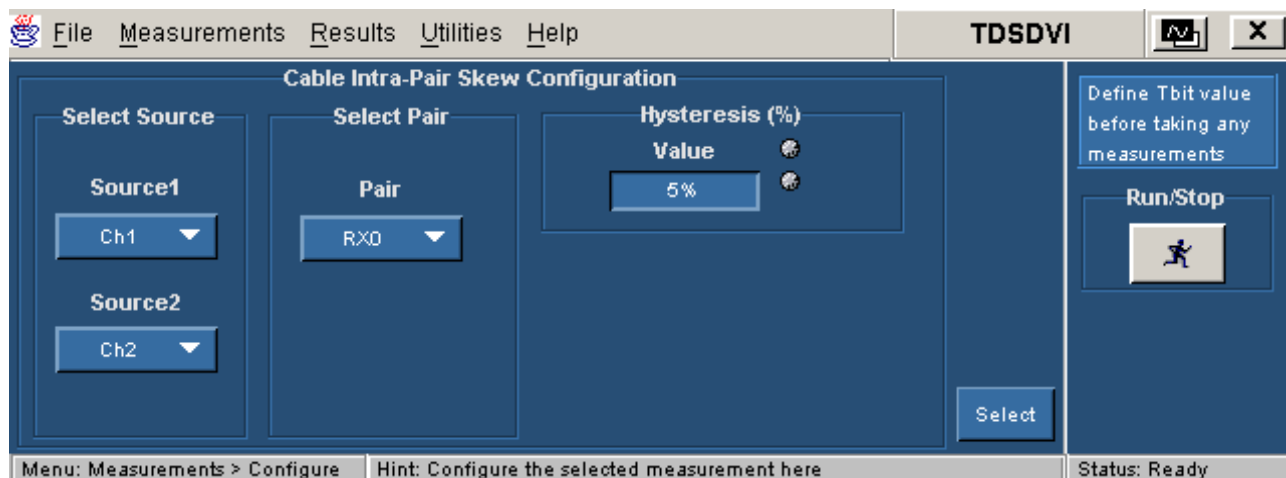 File Measurements Results Utilities Help TDSDVI X
Cable Intra-Pair Skew Configuration
Select Source
Source1
Ch1
Source2
Ch2
Select Pair
Pair
RX0
Hysteresis (%)
Value
5%
Select
Define Tbit value
before taking any
measurements
Run/Stop
Menu: Measurements > Configure Hint: Configure the selected measurement here Status: Ready